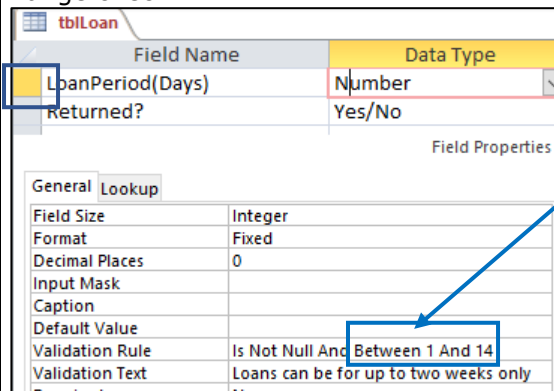 tblLoan
Field Name Data Type
LoanPeriod(Days) Number
Returned? Yes/No
Field Properties
General Lookup
Field Size Integer
Format Fixed
Decimal Places 0
Input Mask
Caption
Default Value
Validation Rule Is Not Null And Between 1 And 14
Validation Text Loans can be for up to two weeks only